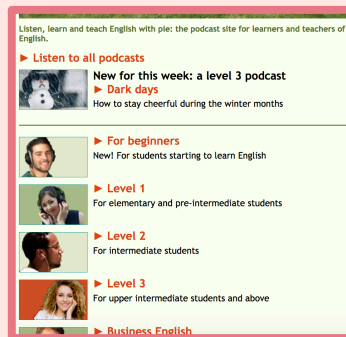 Listen, learn and teach English with pie: the podcast site for learners and teachers of
English.
► Listen to all podcasts
New for this week: a level 3 podcast
► Dark days
How to stay cheerful during the winter months
► For beginners
New! For students starting to learn English
► Level 1
For elementary and pre-intermediate students
► Level 2
For intermediate students
► Level 3
For upper intermediate students and above
► Business English